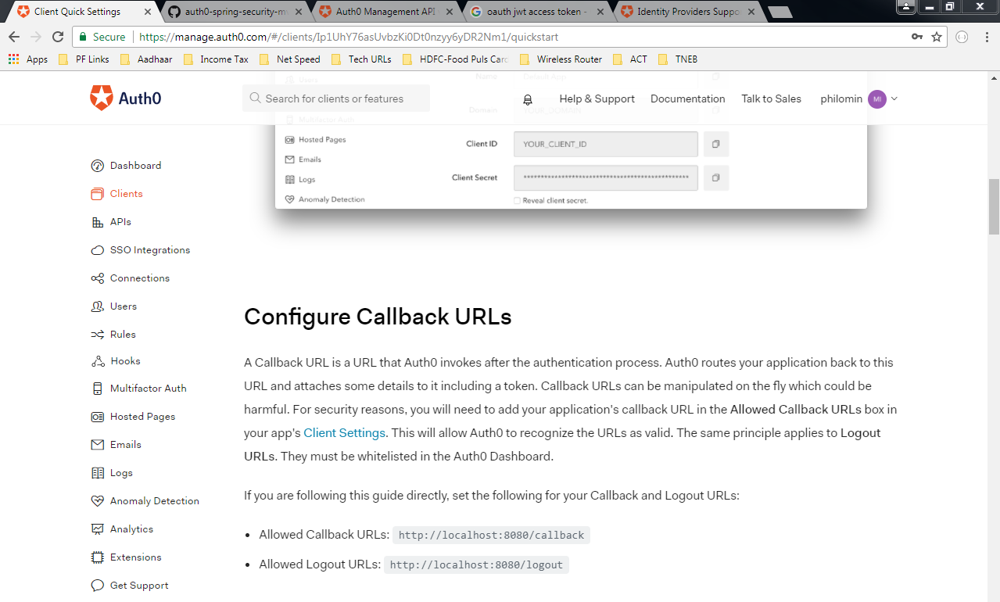 Client Quick Settings
auth0-spring-security-m
Auth0 Management API
oauth jwt access token -
Identity Providers Suppo
Secure https://manage.auth0.com/#/clients/Ip1UhY76asUvbzKi0Dt0nzyy6yDR2Nm1/quickstart
Apps PF Links Aadhaar Income Tax Net Speed Tech URLs HDFC-Food Puls Card Wireless Router ACT TNEB
Users Name Default App
Auth0 Search for clients or features Help & Support Documentation Talk to Sales philomin MI
Domain YOUR_DOMAIN
Multifactor Auth
Hosted Pages Client ID YOUR_CLIENT_ID
Emails
Logs Client Secret ************************************************
Anomaly Detection Reveal client secret.
Dashboard
Clients
APIs
SSO Integrations
Connections
Users
Rules
Hooks
Multifactor Auth
Hosted Pages
Emails
Logs
Anomaly Detection
Analytics
Extensions
Get Support
Configure Callback URLs
A Callback URL is a URL that Auth0 invokes after the authentication process. Auth0 routes your application back to this
URL and attaches some details to it including a token. Callback URLs can be manipulated on the fly which could be
harmful. For security reasons, you will need to add your application's callback URL in the Allowed Callback URLs box in
your app's Client Settings. This will allow Auth0 to recognize the URLs as valid. The same principle applies to Logout
URLs. They must be whitelisted in the Auth0 Dashboard.
If you are following this guide directly, set the following for your Callback and Logout URLs:
• Allowed Callback URLs: http://localhost:8080/callback
• Allowed Logout URLs: http://localhost:8080/logout